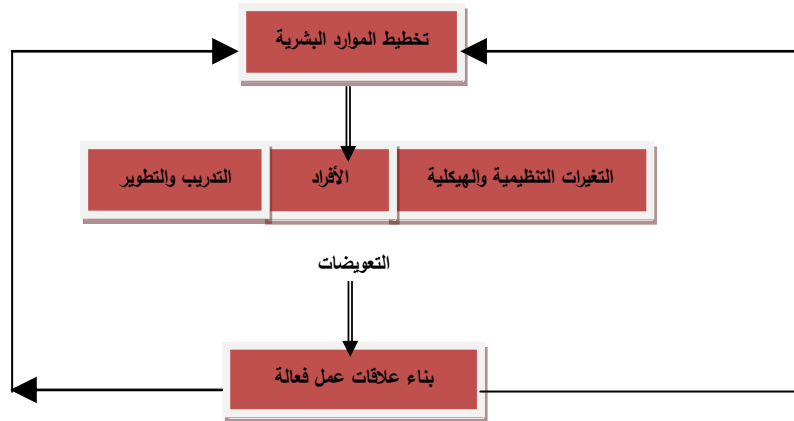 تخطيط الموارد البشرية
التغيرات التنظيمية والهيكلية
الأفراد
التدريب والتطوير
التعويضات
بناء علاقات عمل فعالة